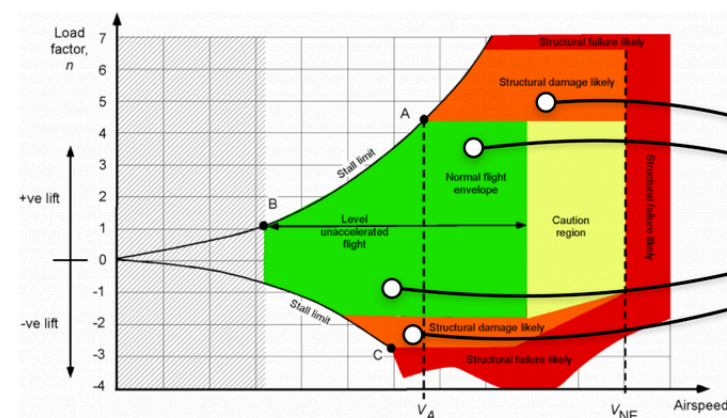 Load
factor,
n
7
6
5
4
3
2
1
0
-1
-2
-3
-4
+ve lift
-ve lift
Structural failure likely
Structural damage likely
A
Stall limit
Normal flight
envelope
B
Level
unaccelerated
flight
Caution
region
Structural failure likely
Stall limit
Structural damage likely
C
Structural failure likely
VA
VNE
Airspeed